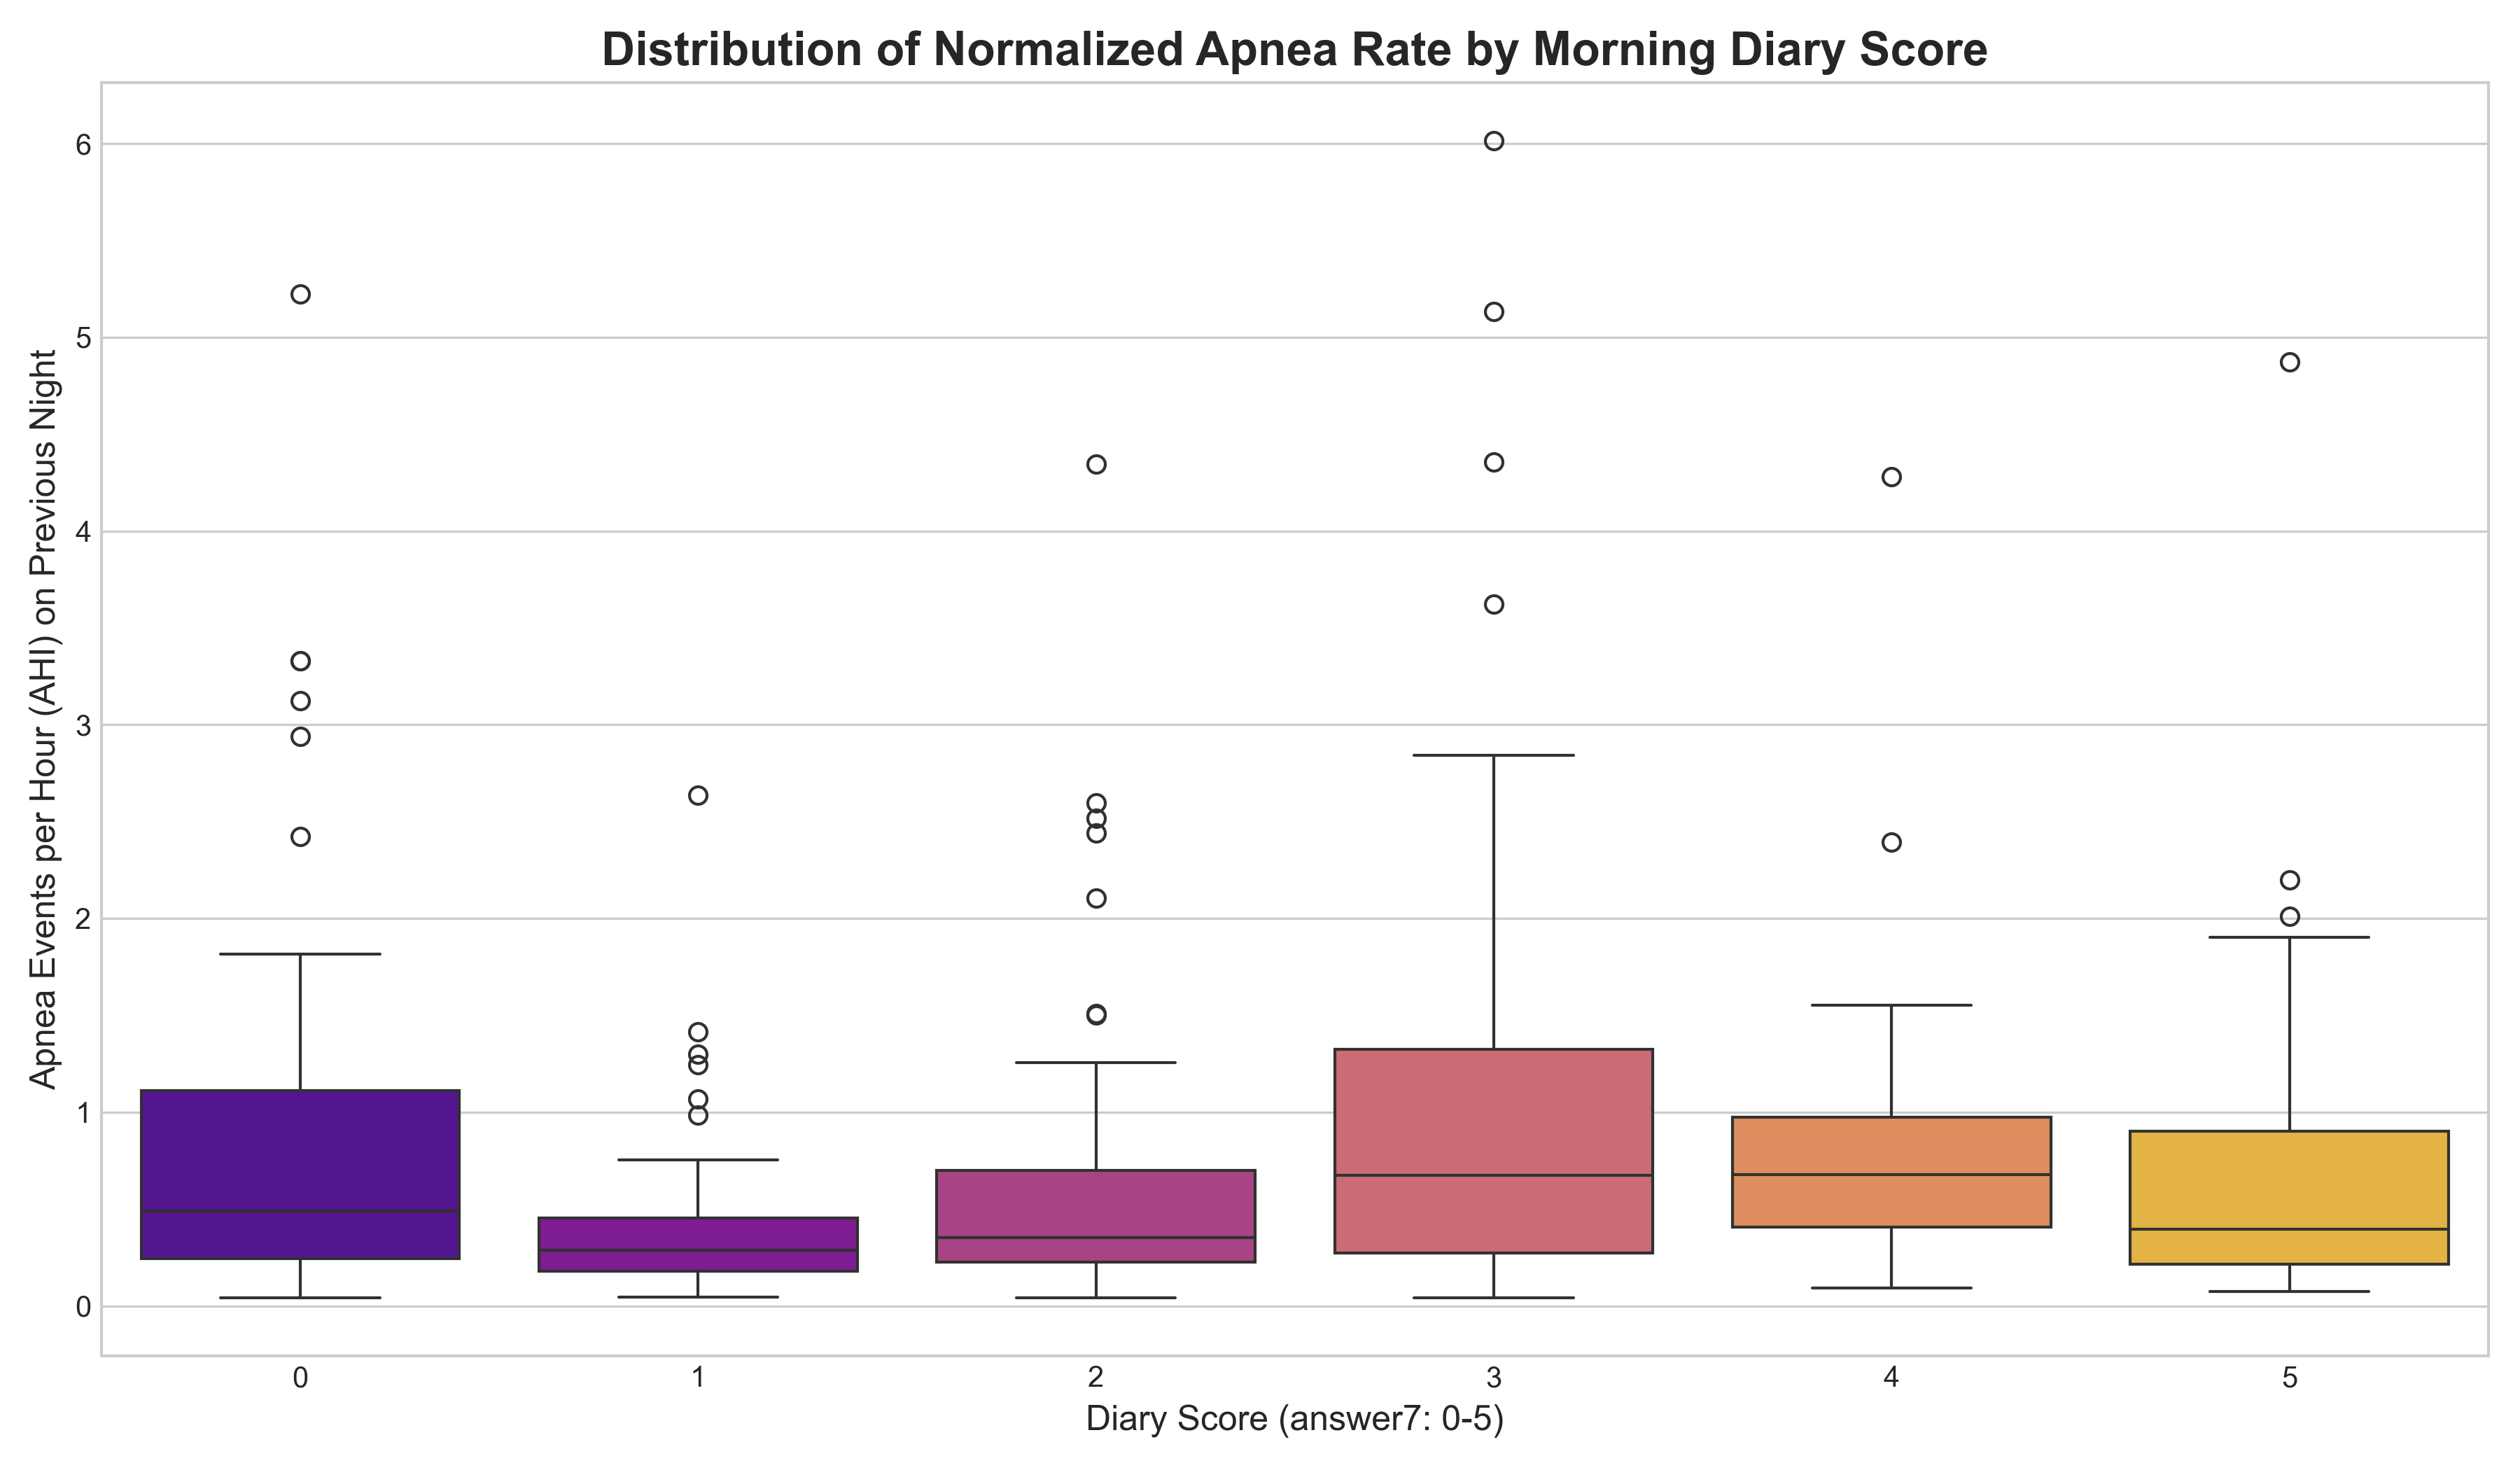 Distribution of Normalized Apnea Rate by Morning Diary Score
Apnea Events per Hour (AHI) on Previous Night
6
5
4
3
2
1
0
0 1 2 3 4 5
Diary Score (answer7: 0-5)